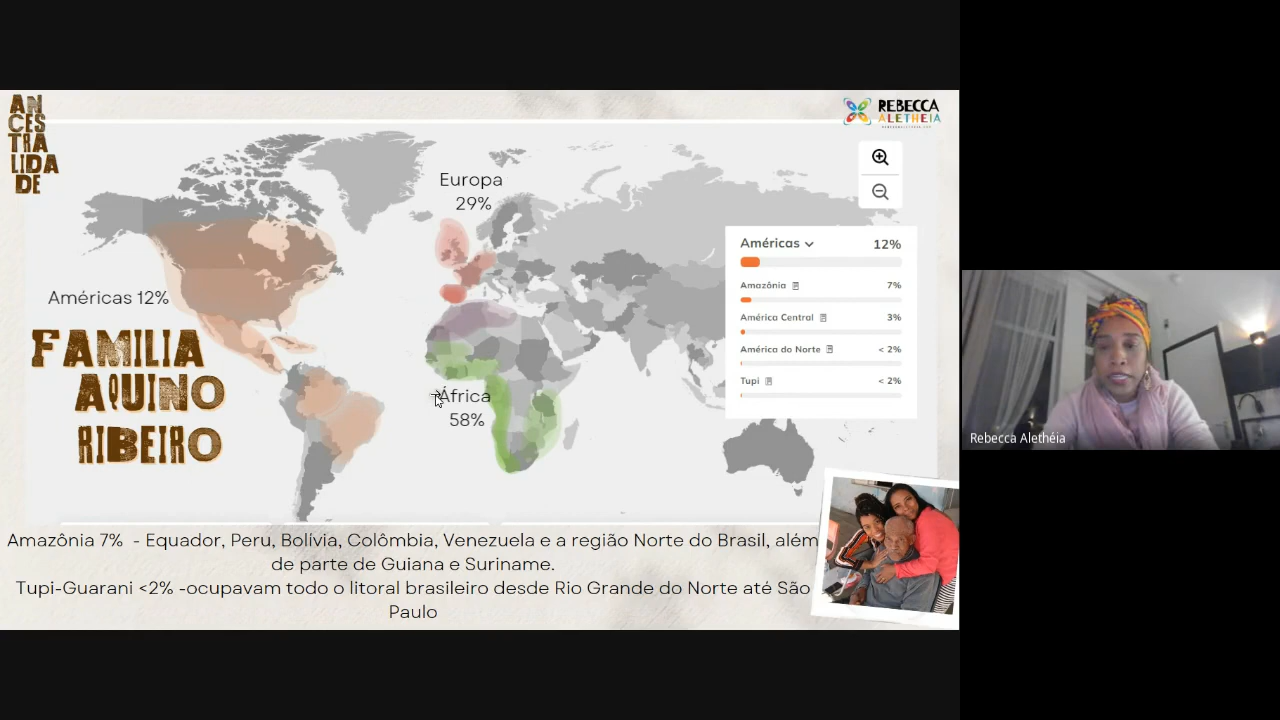 AN
CES
TRA
LIDA
DE
REBECCA
ALETHEIA
Europa
29%
Américas 12%
FAMILIA
AQUINO
RIBEIRO
África
58%
Américas 12%
Amazônia 7%
América Central 3%
América do Norte < 2%
Tupi < 2%
Amazônia 7% - Equador, Peru, Bolívia, Colômbia, Venezuela e a região Norte do Brasil, além
de parte de Guiana e Suriname.
Tupi-Guarani <2% -ocupavam todo o litoral brasileiro desde Rio Grande do Norte até São
Paulo
Rebecca Alethéia